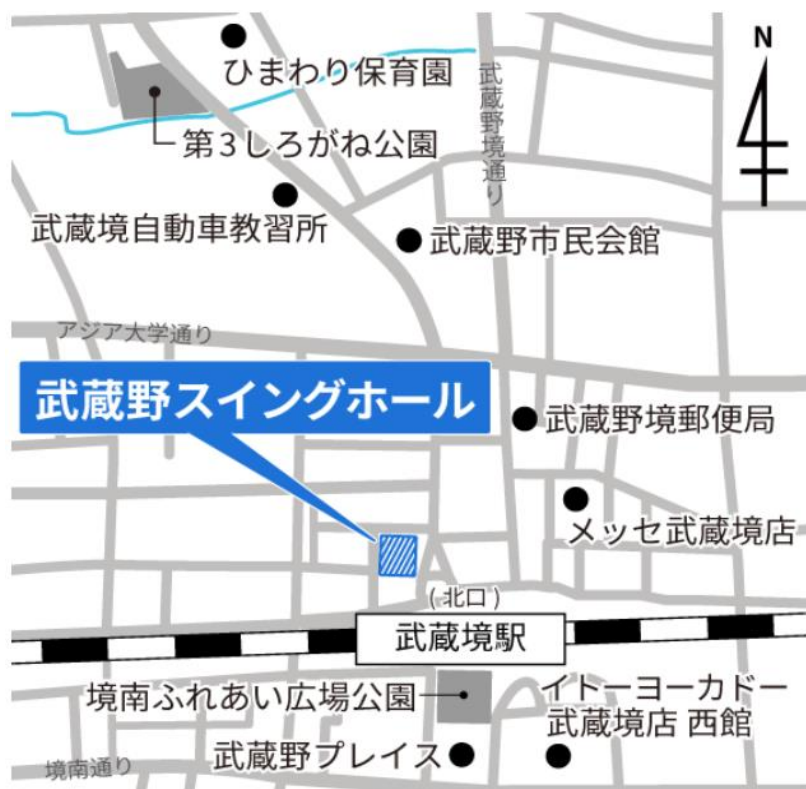 N
ひまわり保育園
武蔵野境通り
第3しろがね公園
武蔵境自動車教習所
武蔵野市民会館
アジア大学通り
武蔵野スイングホール
武蔵野境郵便局
メッセ武蔵境店
(北口)
武蔵境駅
境南ふれあい広場公園
イトーヨーカドー
武蔵境店 西館
武蔵野プレイス
境南通り